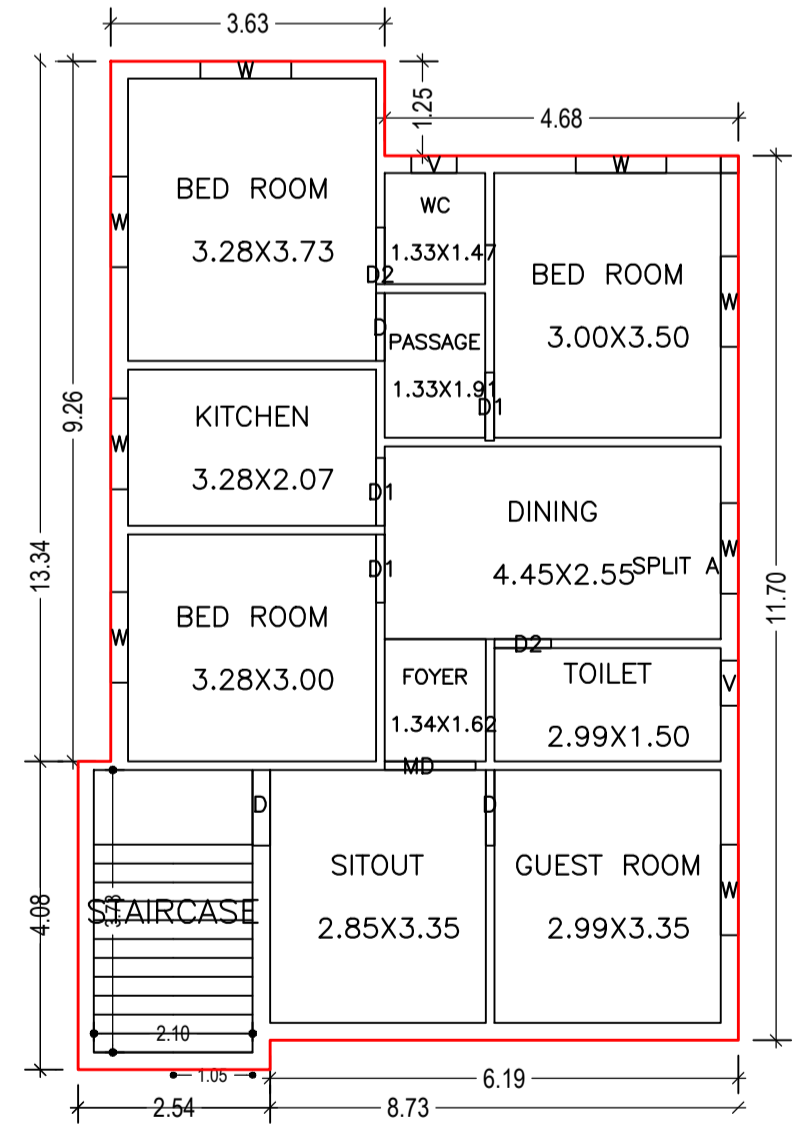 3.63
W
1.25
4.68
V
W
BED ROOM
3.28X3.73
W
WC
1.33X1.47
D2
BED ROOM
3.00X3.50
W
D
PASSAGE
1.33X1.91
D1
9.26
KITCHEN
3.28X2.07
W
D1
DINING
4.45X2.55
SPLIT A
W
13.34
11.70
D1
BED ROOM
3.28X3.00
W
D2
FOYER
1.34X1.62
TOILET
2.99X1.50
V
MD
D
D
SITOUT
2.85X3.35
GUEST ROOM
2.99X3.35
W
STAIRCASE
3.78
4.08
2.10
1.05
6.19
2.54
8.73